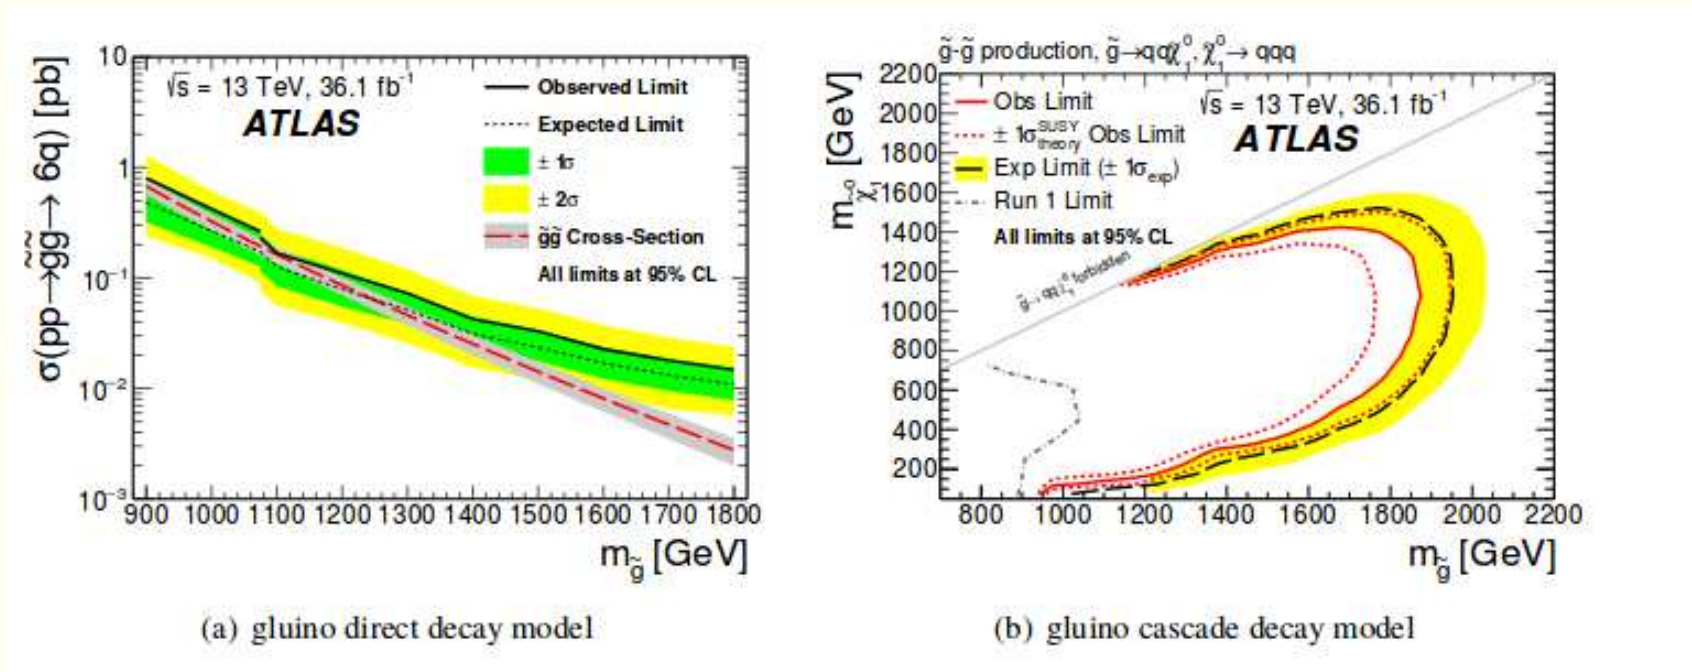 10
1
10⁻¹
10⁻²
10⁻³
σ(pp→g̃g̃→ 6q) [pb]
√s = 13 TeV, 36.1 fb⁻¹
ATLAS
Observed Limit
Expected Limit
± 1σ
± 2σ
g̃g̃ Cross-Section
All limits at 95% CL
900 1000 1100 1200 1300 1400 1500 1600 1700 1800
m_g̃ [GeV]
(a) gluino direct decay model
g̃-g̃ production, g̃→qqχ̃₁⁰, χ̃₁⁰→ qqq
m_χ̃₁⁰ [GeV]
2200
2000
1800
1600
1400
1200
1000
800
600
400
200
Obs Limit
± 1σ^SUSY_theory Obs Limit
Exp Limit (± 1σ_exp)
Run 1 Limit
All limits at 95% CL
√s = 13 TeV, 36.1 fb⁻¹
ATLAS
g̃→ qqχ̃₁⁰ forbidden
800 1000 1200 1400 1600 1800 2000 2200
m_g̃ [GeV]
(b) gluino cascade decay model